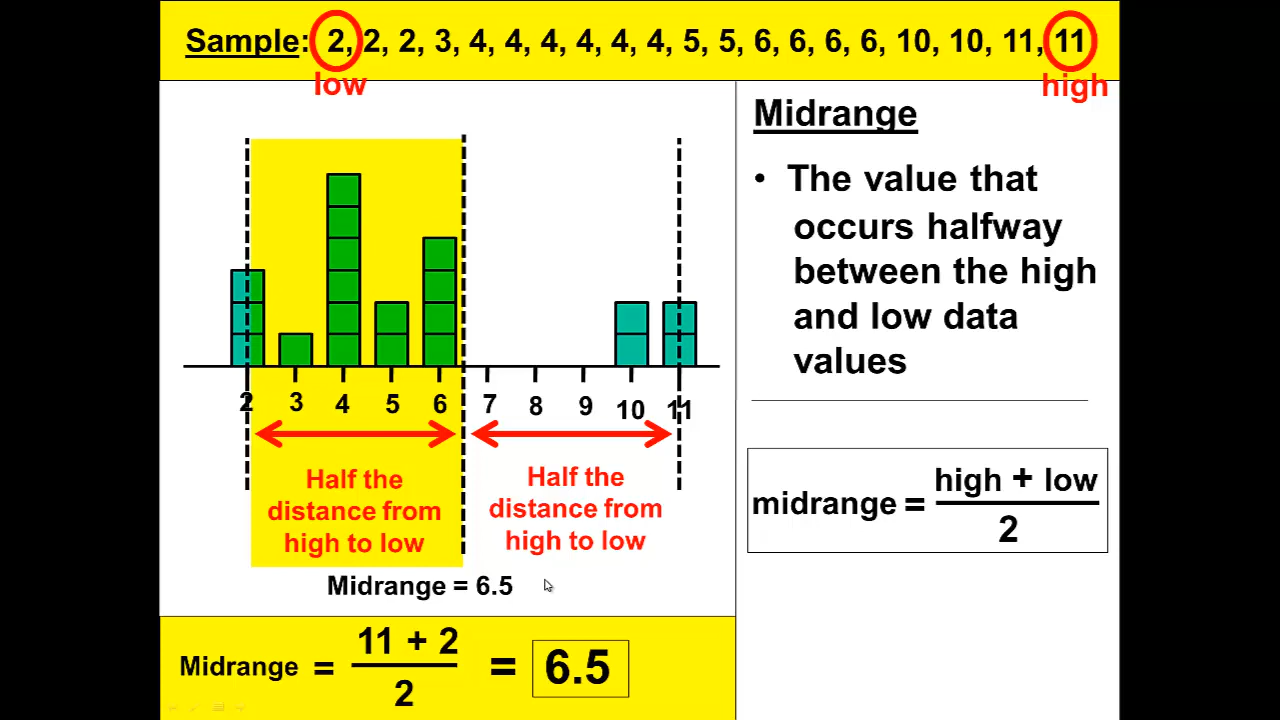 Sample: 2, 2, 2, 3, 4, 4, 4, 4, 4, 4, 5, 5, 6, 6, 6, 6, 10, 10, 11, 11
low
high
Midrange
• The value that
occurs halfway
between the high
and low data
values
2 3 4 5 6 7 8 9 10 11
Half the
distance from
high to low
Half the
distance from
high to low
Midrange = 6.5
midrange = high + low
2
Midrange = 11 + 2 = 6.5
2